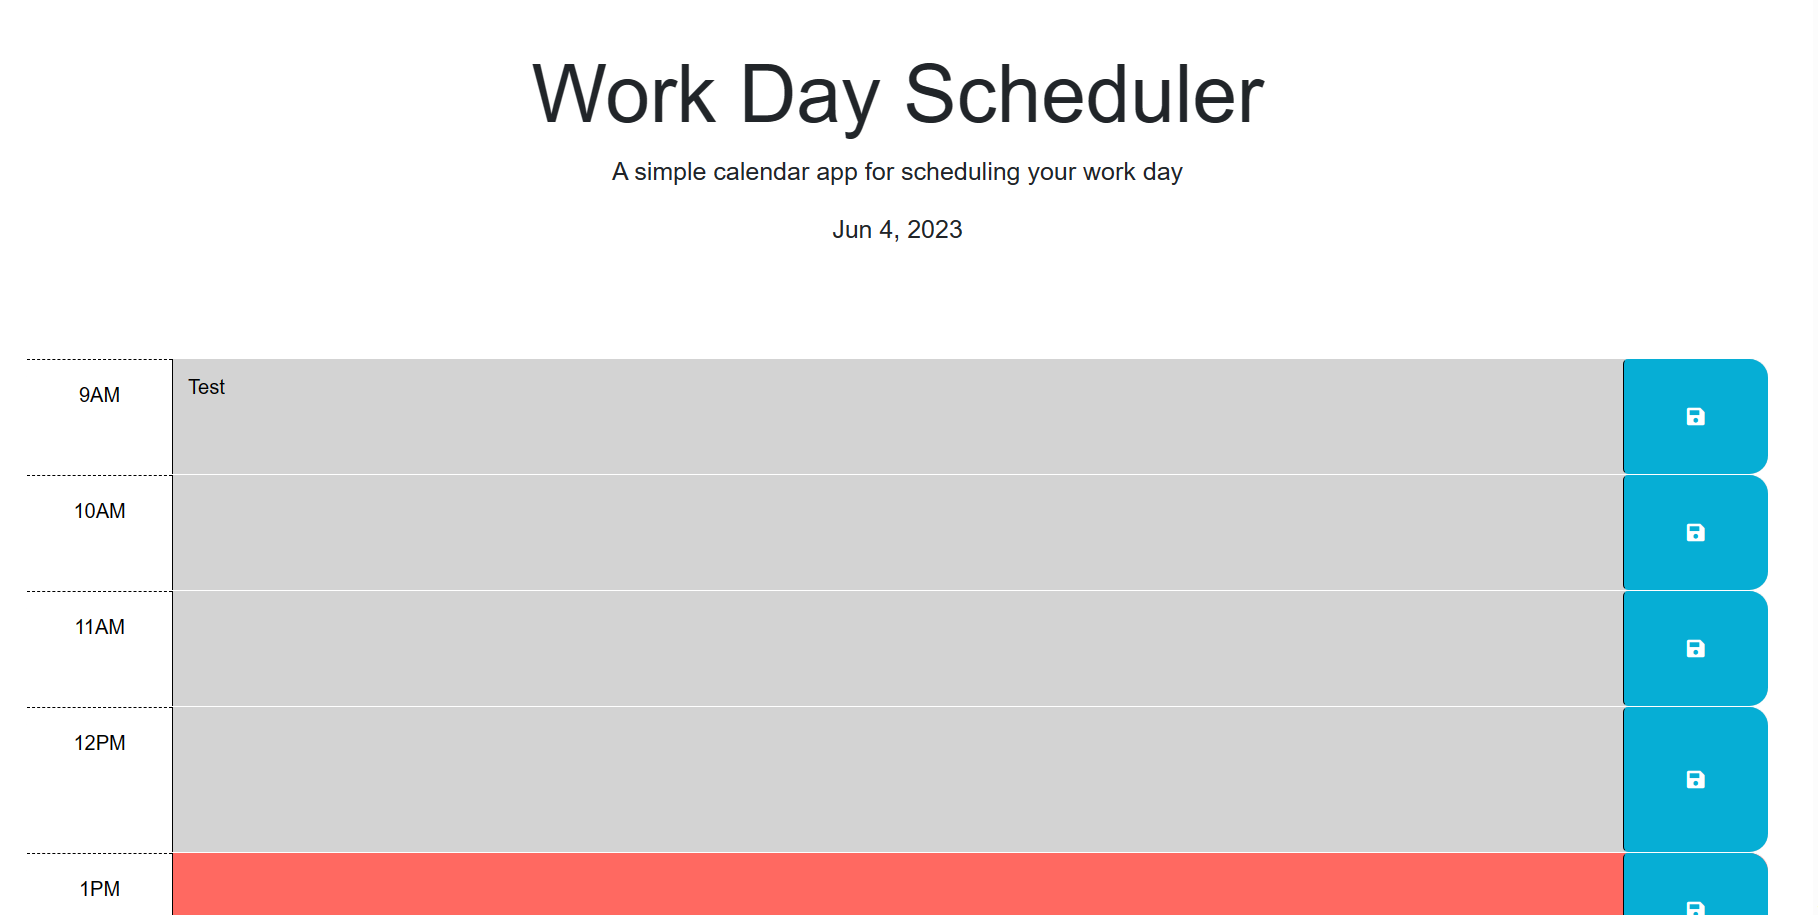 Work Day Scheduler
A simple calendar app for scheduling your work day
Jun 4, 2023
9AM
Test
10AM
11AM
12PM
1PM